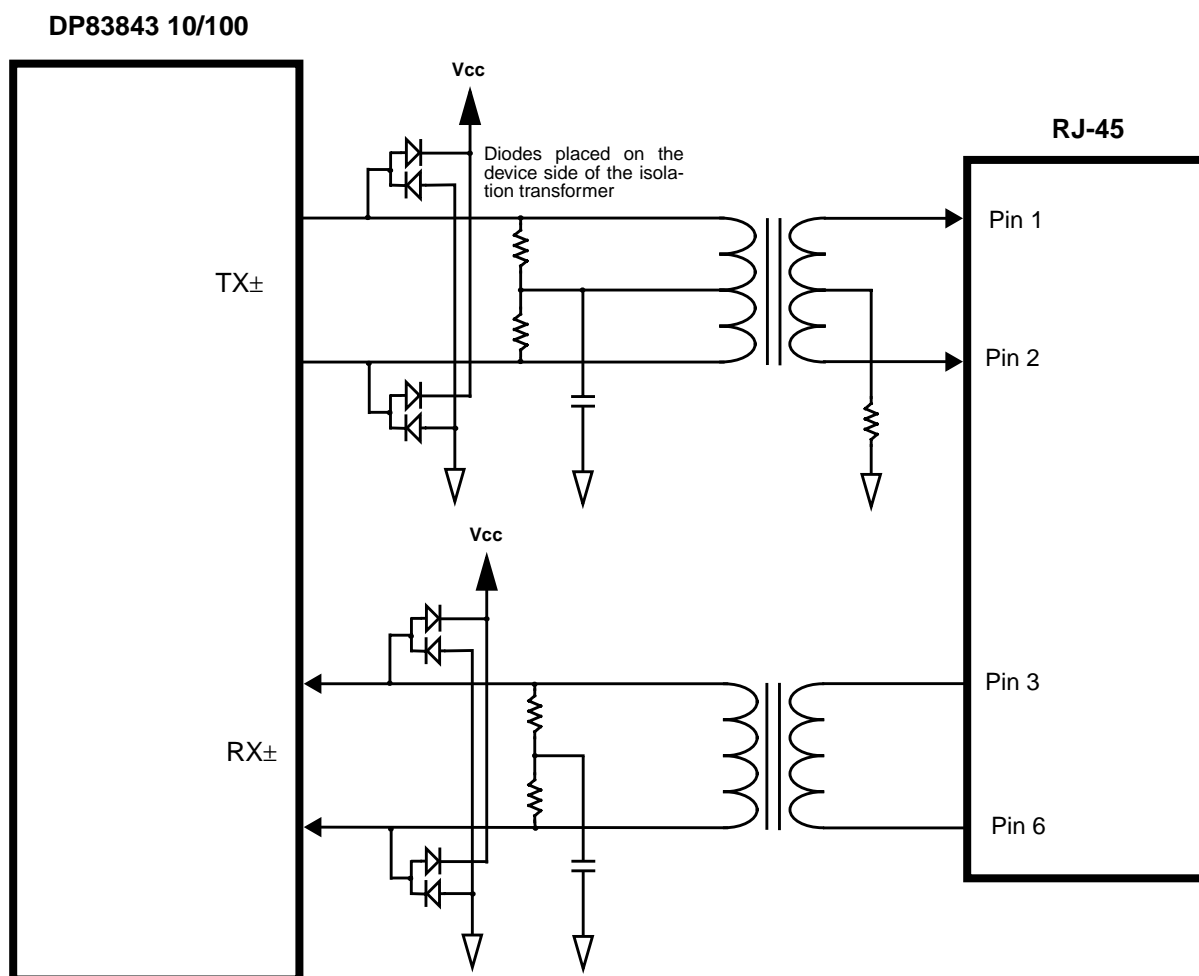 DP83843 10/100
Vcc
RJ-45
Diodes placed on the
device side of the isola-
tion transformer
Pin 1
TX±
Pin 2
Vcc
Pin 3
RX±
Pin 6